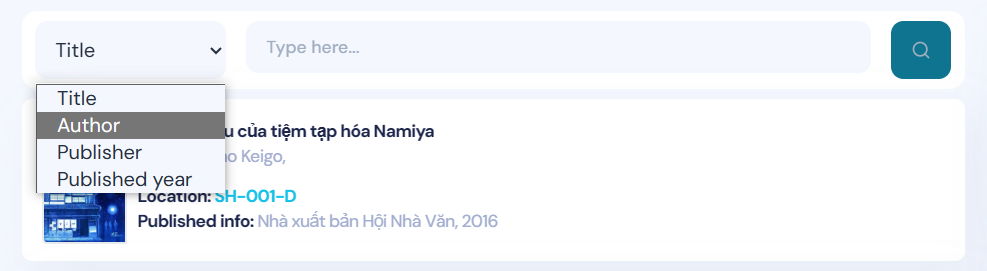 Title
Type here...
Title
Author
Publisher
Published year
của tiệm tạp hóa Namiya
Keigo,
Location: SH-001-D
Published info: Nhà xuất bản Hội Nhà Văn, 2016